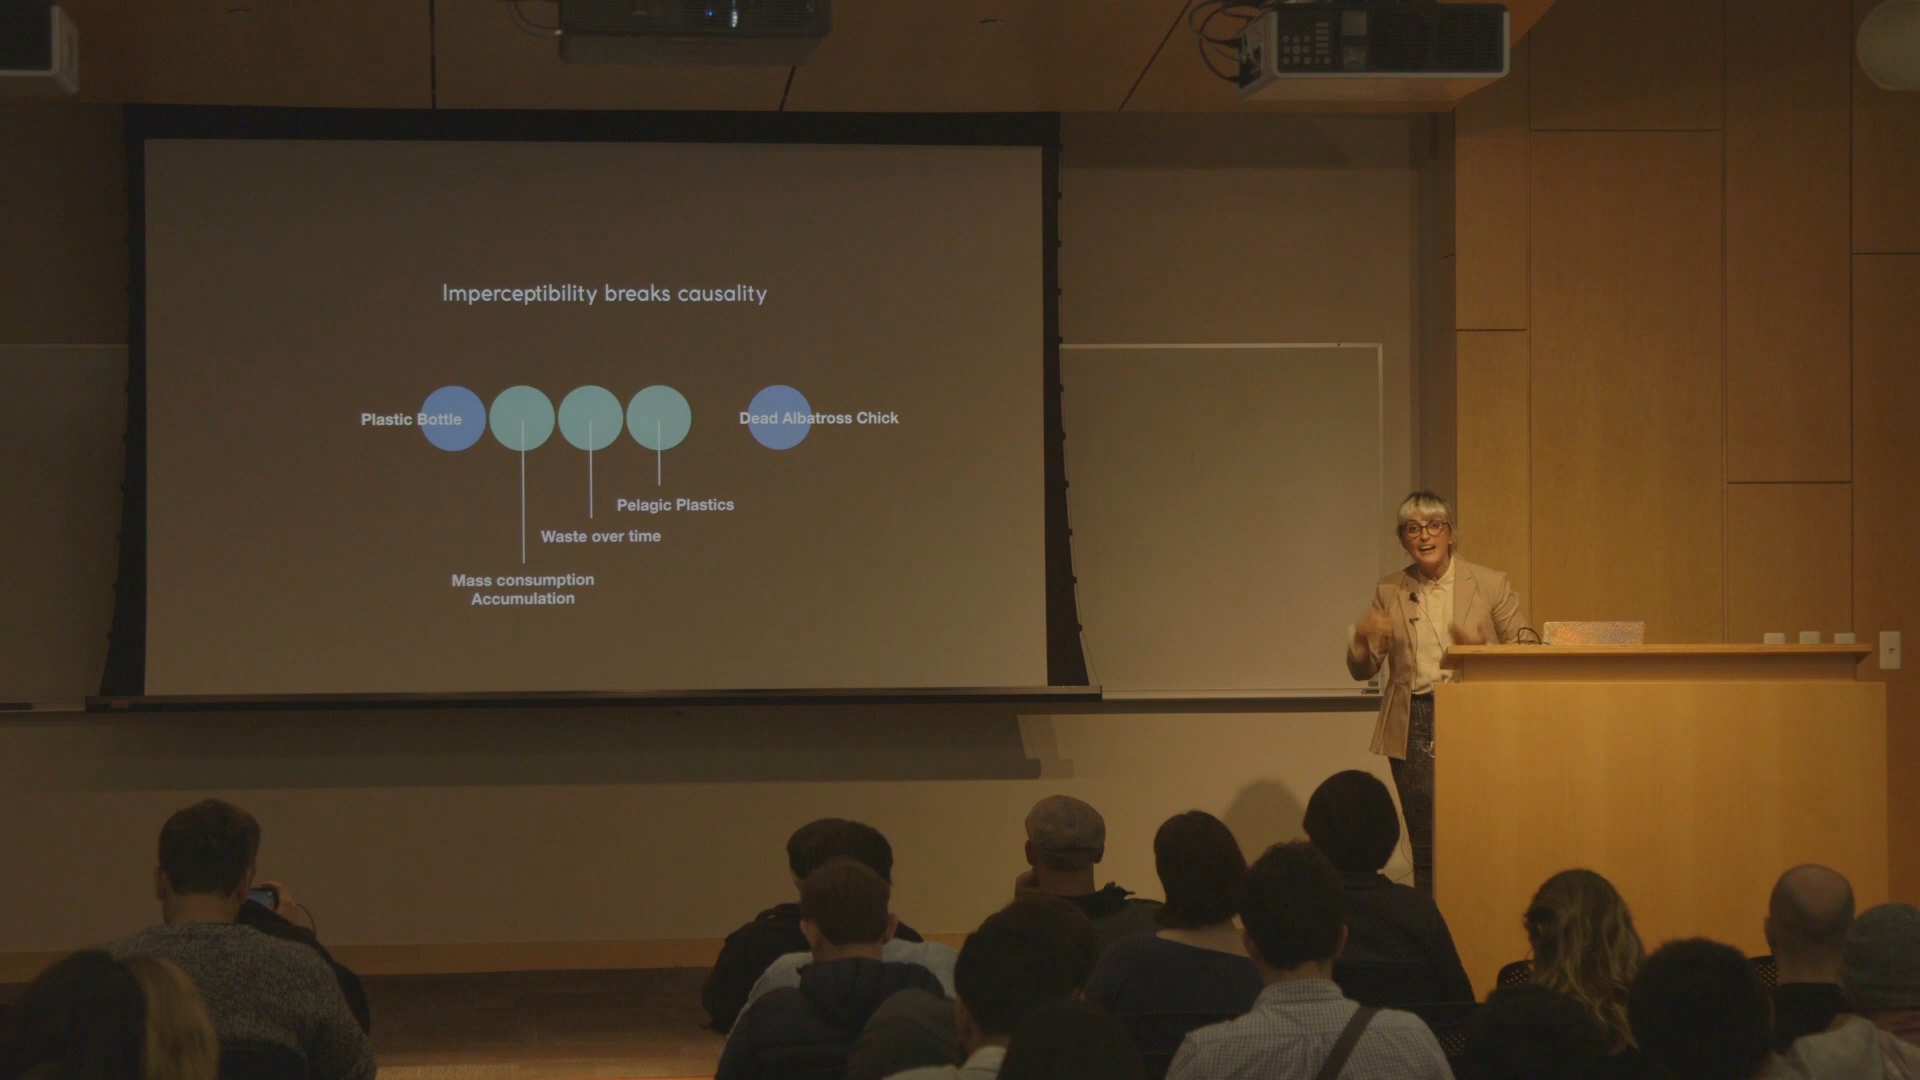 Imperceptibility breaks causality
Plastic Bottle
Dead Albatross Chick
Pelagic Plastics
Waste over time
Mass consumption
Accumulation